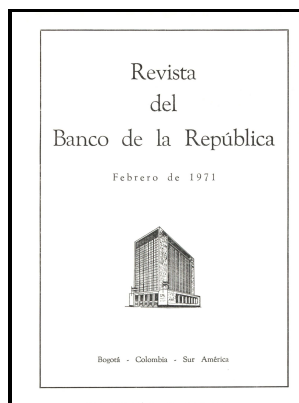 Revista
del
Banco de la República
Febrero de 1971
Bogotá - Colombia - Sur América